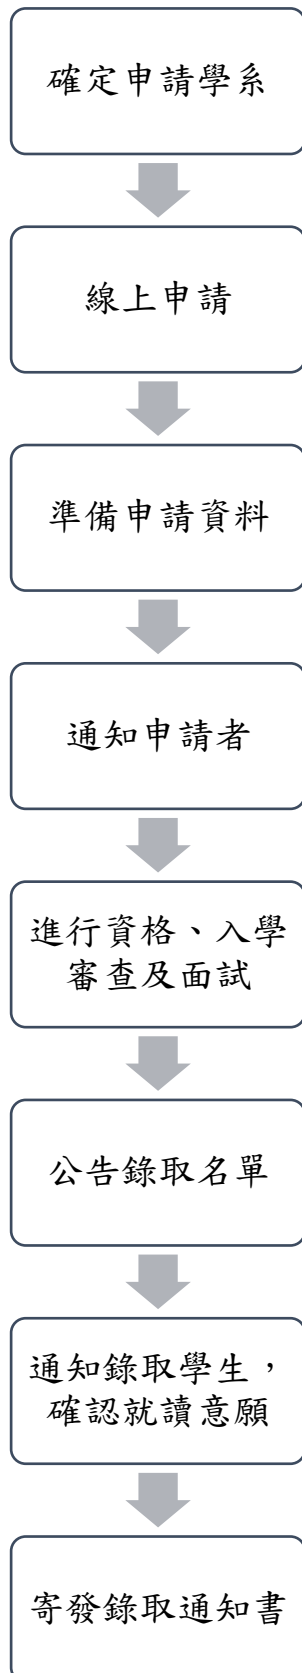 確定申請學系
線上申請
準備申請資料
通知申請者
進行資格、入學
審查及面試
公告錄取名單
通知錄取學生，
確認就讀意願
寄發錄取通知書